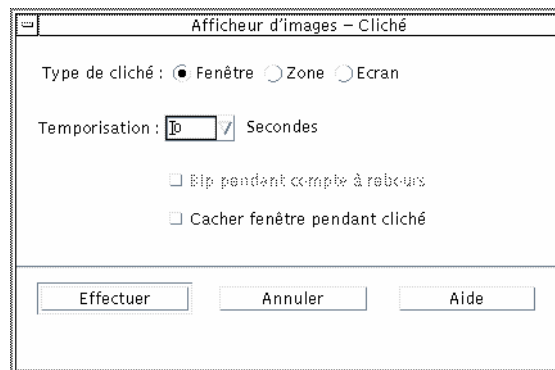 Afficheur d'images – Cliché
Type de cliché : Fenêtre Zone Ecran
Temporisation : 0 Secondes
Bip pendant compte à rebours
Cacher fenêtre pendant cliché
Effectuer Annuler Aide